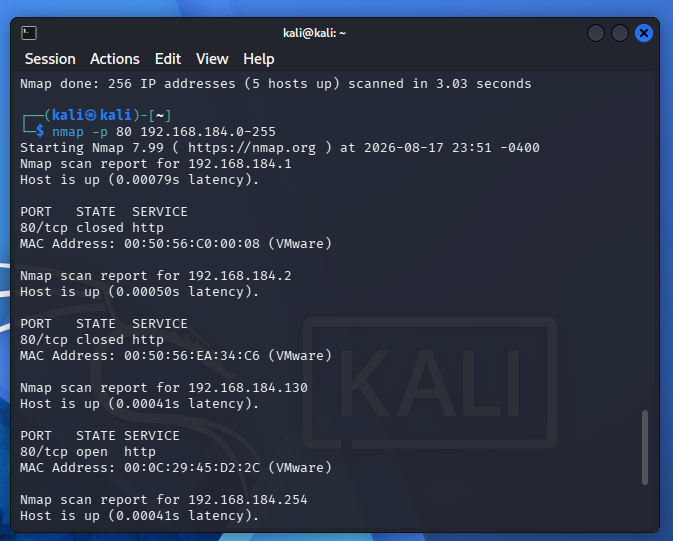 kali@kali: ~
Session Actions Edit View Help
Nmap done: 256 IP addresses (5 hosts up) scanned in 3.03 seconds
┌──(kali㉿kali)-[~]
└─$ nmap -p 80 192.168.184.0-255
Starting Nmap 7.99 ( https://nmap.org ) at 2026-08-17 23:51 -0400
Nmap scan report for 192.168.184.1
Host is up (0.00079s latency).
PORT   STATE  SERVICE
80/tcp closed http
MAC Address: 00:50:56:C0:00:08 (VMware)
Nmap scan report for 192.168.184.2
Host is up (0.00050s latency).
PORT   STATE  SERVICE
80/tcp closed http
MAC Address: 00:50:56:EA:34:C6 (VMware)
Nmap scan report for 192.168.184.130
Host is up (0.00041s latency).
PORT   STATE SERVICE
80/tcp open  http
MAC Address: 00:0C:29:45:D2:2C (VMware)
Nmap scan report for 192.168.184.254
Host is up (0.00041s latency).
KALI